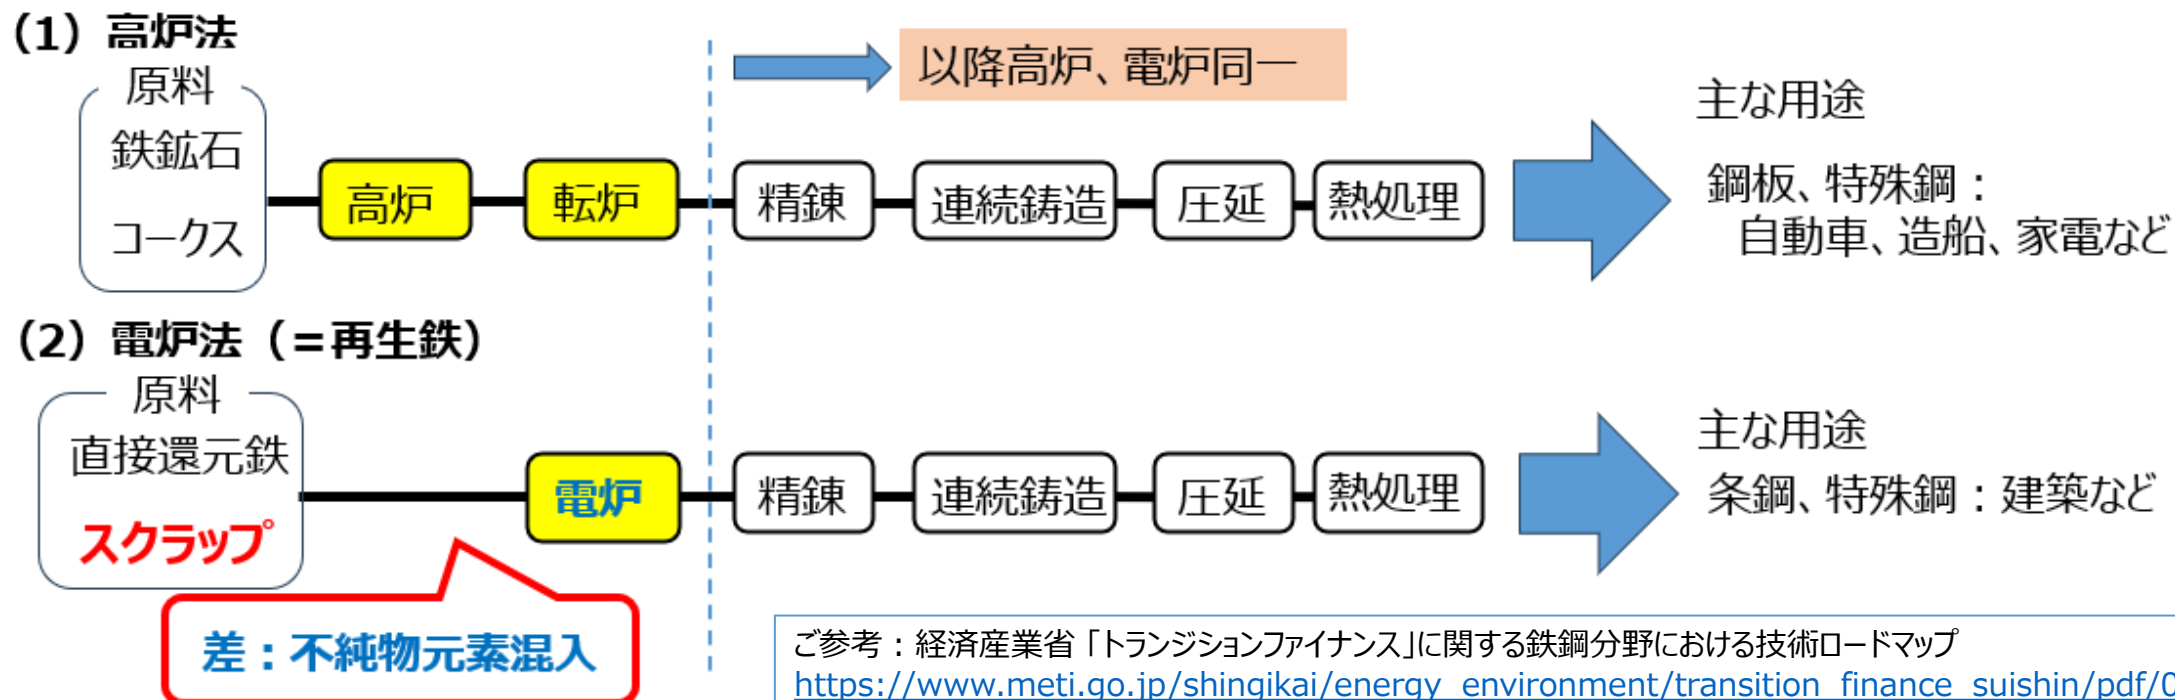 （1）高炉法
原料
鉄鉱石
コークス
高炉
転炉
以降高炉、電炉同一
精錬
連続鋳造
圧延
熱処理
主な用途
鋼板、特殊鋼：
自動車、造船、家電など
（2）電炉法（=再生鉄）
原料
直接還元鉄
スクラップ
電炉
精錬
連続鋳造
圧延
熱処理
主な用途
条鋼、特殊鋼：建築など
差：不純物元素混入
ご参考：経済産業省「トランジションファイナンス」に関する鉄鋼分野における技術ロードマップ
https://www.meti.go.jp/shingikai/energy_environment/transition_finance_suishin/pdf/0